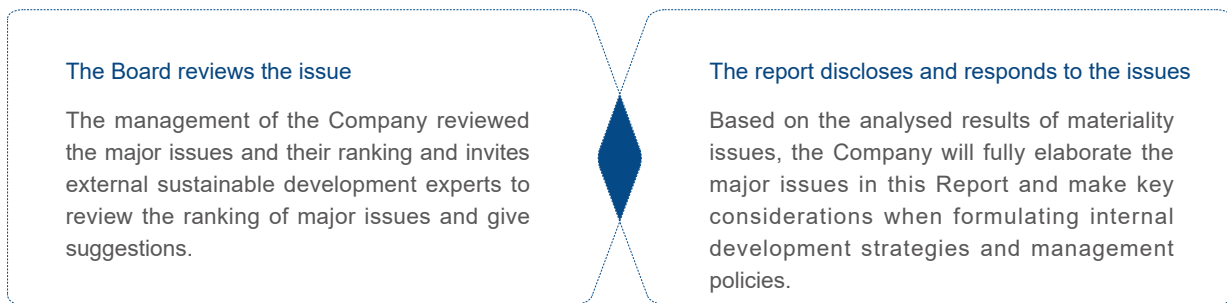 The Board reviews the issue
The management of the Company reviewed
the major issues and their ranking and invites
external sustainable development experts to
review the ranking of major issues and give
suggestions.
The report discloses and responds to the issues
Based on the analysed results of materiality
issues, the Company will fully elaborate the
major issues in this Report and make key
considerations when formulating internal
development strategies and management
policies.